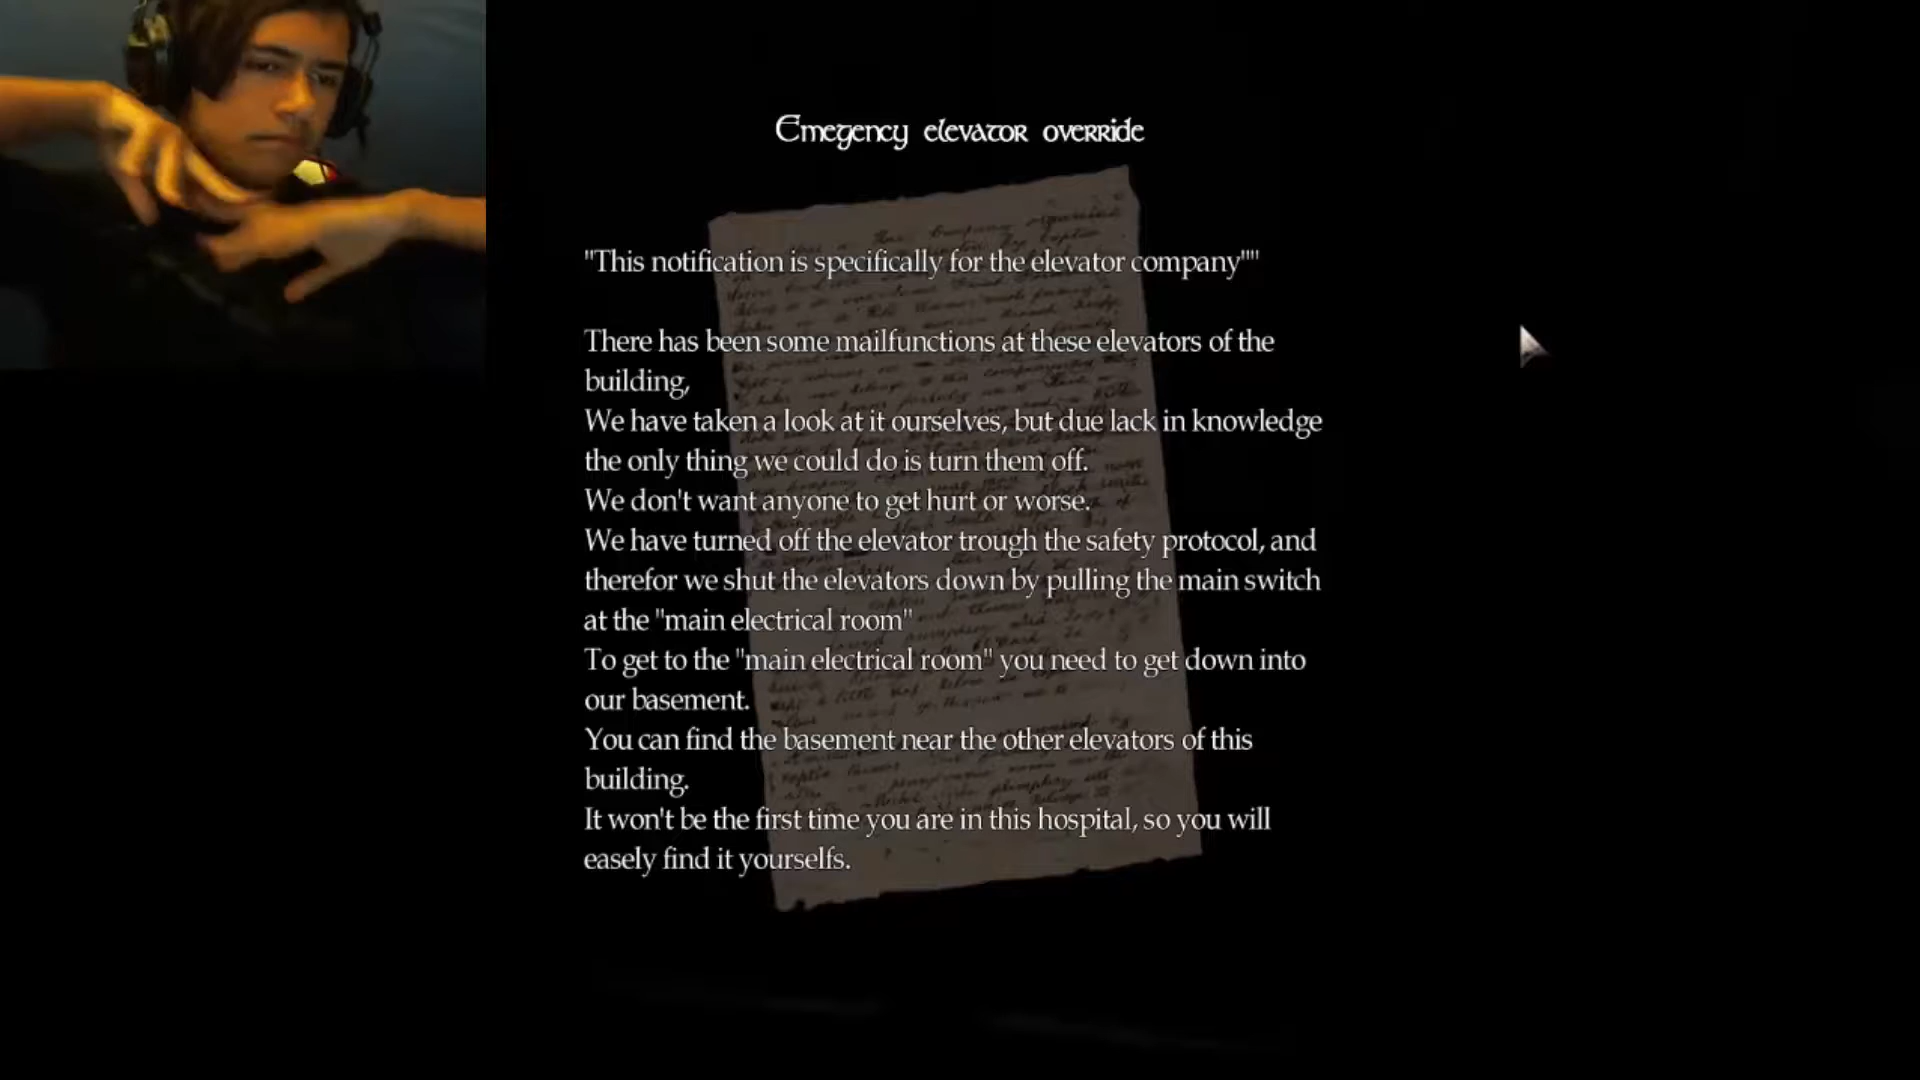 Emegency elevator override
"This notification is specifically for the elevator company""
There has been some mailfunctions at these elevators of the
building,
We have taken a look at it ourselves, but due lack in knowledge
the only thing we could do is turn them off.
We don't want anyone to get hurt or worse.
We have turned off the elevator trough the safety protocol, and
therefor we shut the elevators down by pulling the main switch
at the "main electrical room"
To get to the "main electrical room" you need to get down into
our basement.
You can find the basement near the other elevators of this
building.
It won't be the first time you are in this hospital, so you will
easely find it yourselfs.